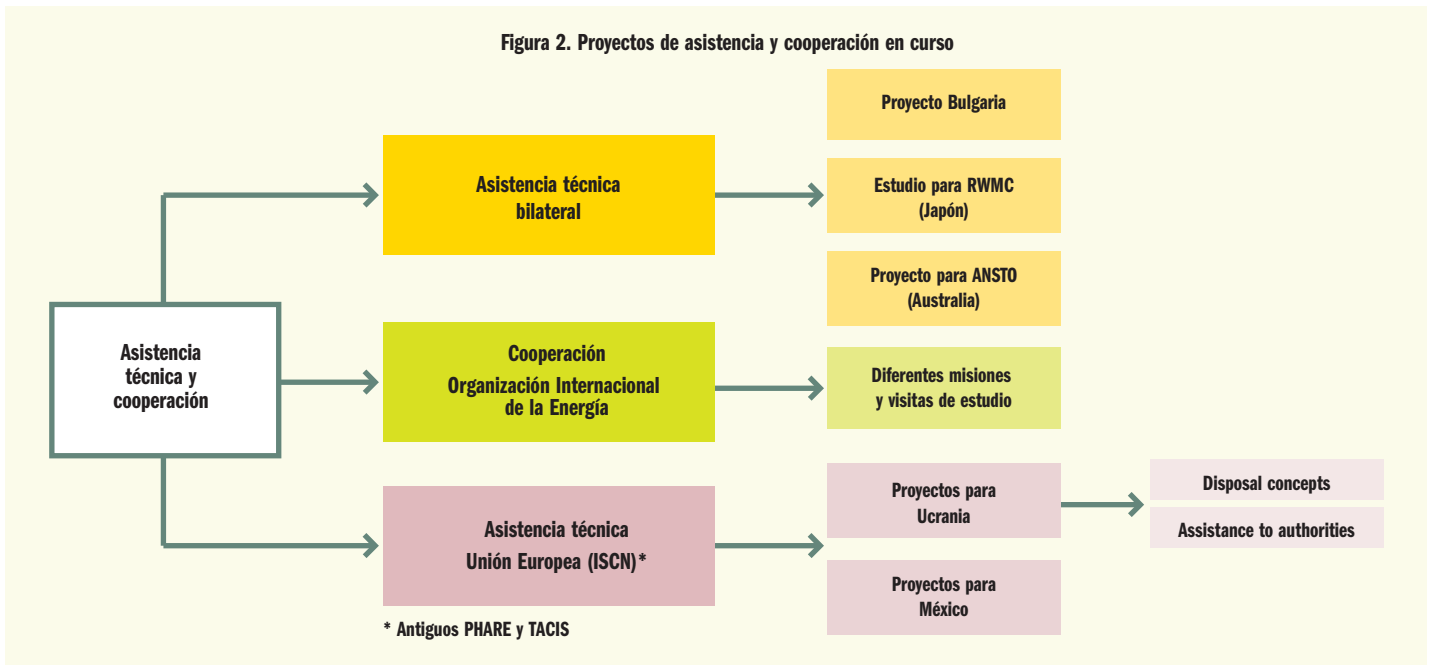 Figura 2. Proyectos de asistencia y cooperación en curso
Asistencia
técnica y
cooperación
Asistencia técnica
bilateral
Proyecto Bulgaria
Estudio para RWMC
(Japón)
Proyecto para ANSTO
(Australia)
Cooperación
Organización Internacional
de la Energía
Diferentes misiones
y visitas de estudio
Asistencia técnica
Unión Europea (ISCN)*
Proyectos para
Ucrania
Disposal concepts
Assistance to authorities
Proyectos para
México
* Antiguos PHARE y TACIS